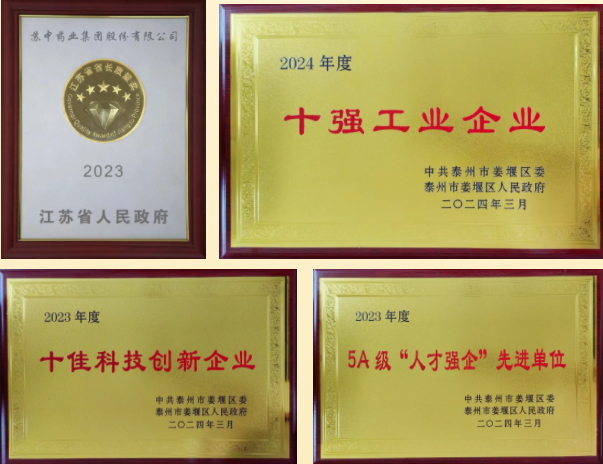 苏中药业集团股份有限公司
江苏省省长质量奖
2023
江苏省人民政府
2024 年度
十强工业企业
中共泰州市姜堰区委
泰州市姜堰区人民政府
二〇二四年三月
2023 年度
十佳科技创新企业
中共泰州市姜堰区委
泰州市姜堰区人民政府
二〇二四年三月
2023 年度
5A 级“人才强企”先进单位
中共泰州市姜堰区委
泰州市姜堰区人民政府
二〇二四年三月